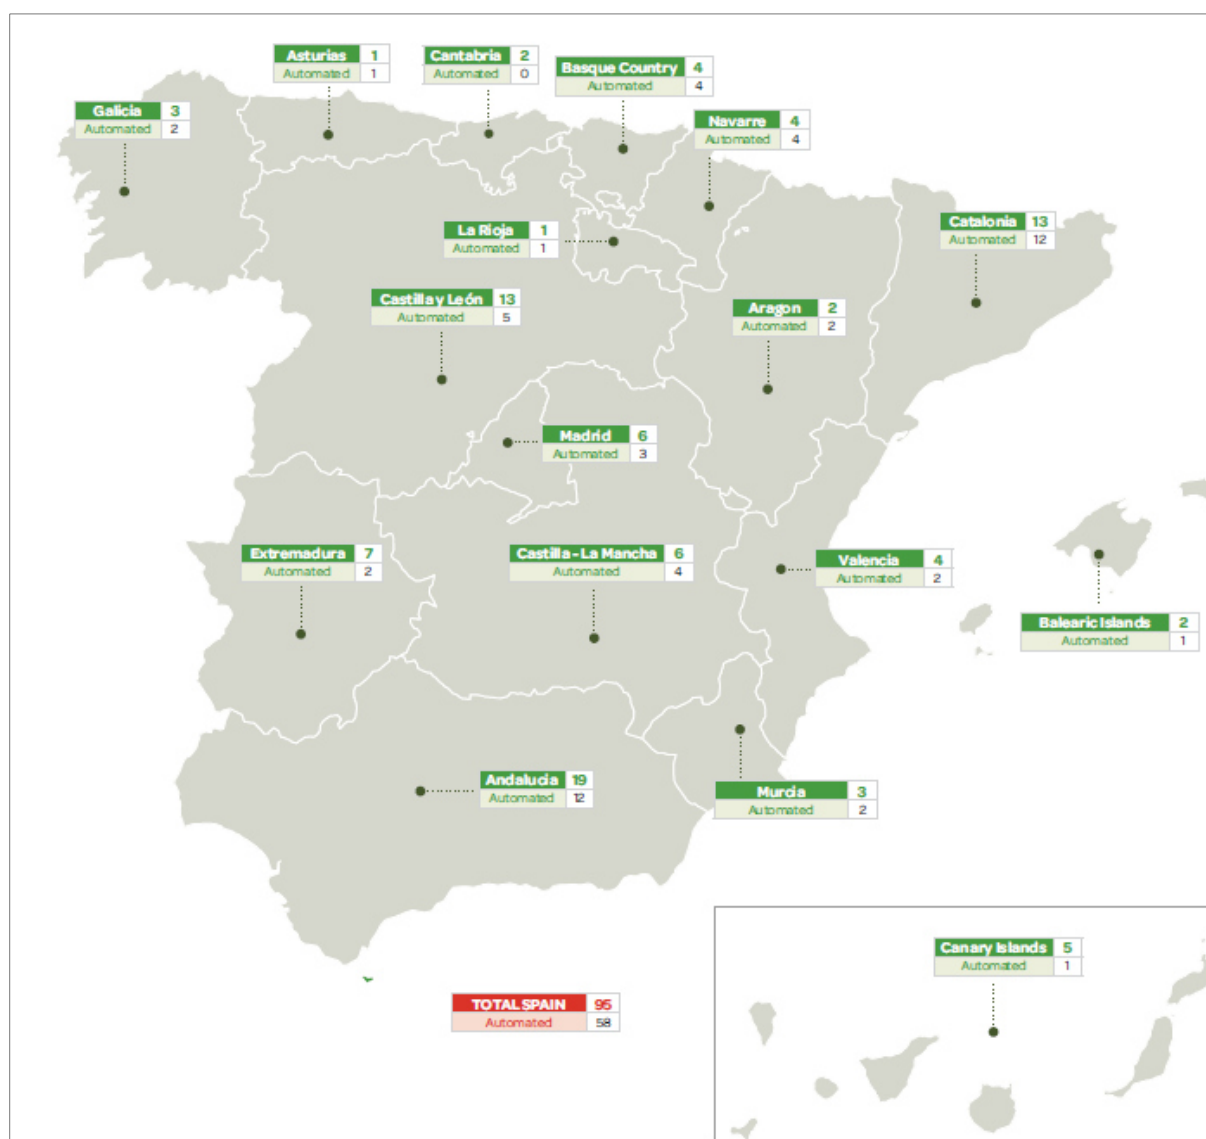 Asturias 1
Automated 1
Cantabria 2
Automated 0
Basque Country 4
Automated 4
Galicia 3
Automated 2
Navarre 4
Automated 4
La Rioja 1
Automated 1
Catalonia 13
Automated 12
Castilla y León 13
Automated 5
Aragon 2
Automated 2
Madrid 6
Automated 3
Extremadura 7
Automated 2
Castilla - La Mancha 6
Automated 4
Valencia 4
Automated 2
Balearic Islands 2
Automated 1
Andalucia 19
Automated 12
Murcia 3
Automated 2
Canary Islands 5
Automated 1
TOTAL SPAIN 95
Automated 58